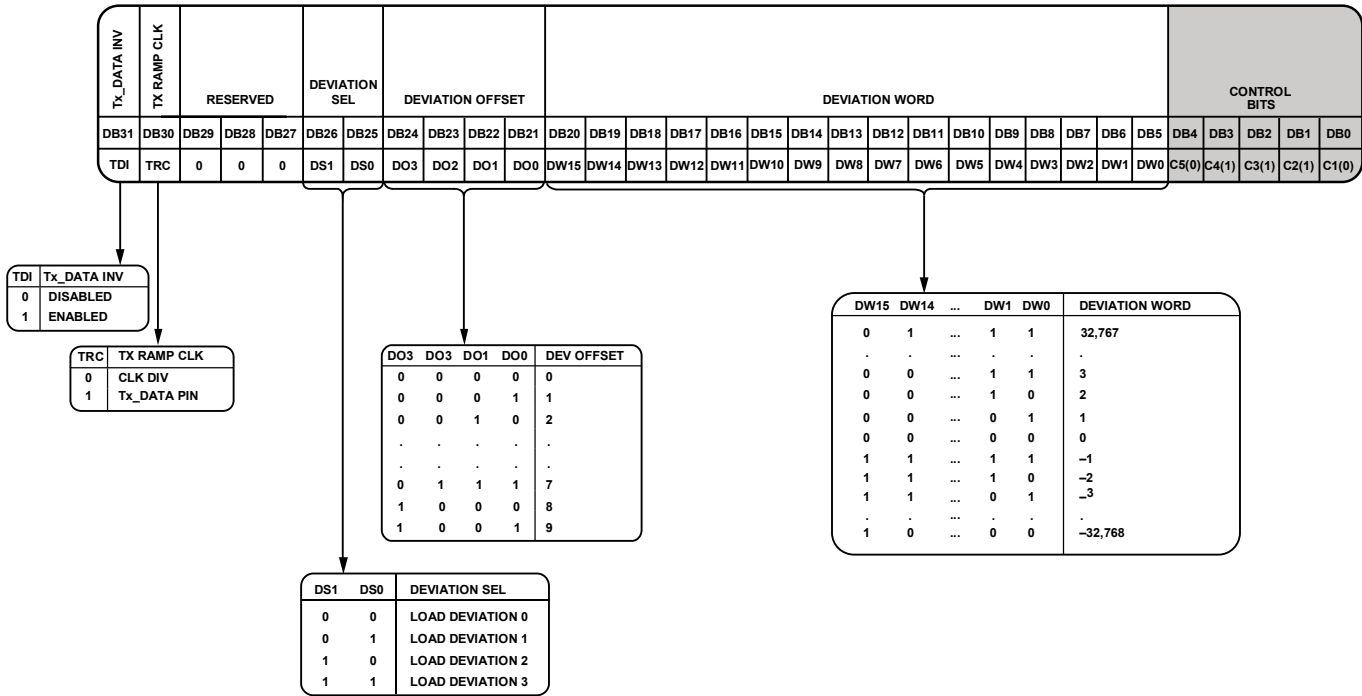 Tx_DATA INV
TX RAMP CLK
RESERVED
DEVIATION
SEL
DEVIATION OFFSET
DEVIATION WORD
CONTROL
BITS
DB31 DB30 DB29 DB28 DB27 DB26 DB25 DB24 DB23 DB22 DB21 DB20 DB19 DB18 DB17 DB16 DB15 DB14 DB13 DB12 DB11 DB10 DB9 DB8 DB7 DB6 DB5 DB4 DB3 DB2 DB1 DB0
TDI TRC 0 0 0 DS1 DS0 DO3 DO2 DO1 DO0 DW15 DW14 DW13 DW12 DW11 DW10 DW9 DW8 DW7 DW6 DW5 DW4 DW3 DW2 DW1 DW0 C5(0) C4(1) C3(1) C2(1) C1(0)
TDI Tx_DATA INV
0 DISABLED
1 ENABLED
TRC TX RAMP CLK
0 CLK DIV
1 Tx_DATA PIN
DO3 DO3 DO1 DO0 DEV OFFSET
0 0 0 0 0
0 0 0 1 1
0 0 1 0 2
. . . . .
. . . . .
0 1 1 1 7
1 0 0 0 8
1 0 0 1 9
DS1 DS0 DEVIATION SEL
0 0 LOAD DEVIATION 0
0 1 LOAD DEVIATION 1
1 0 LOAD DEVIATION 2
1 1 LOAD DEVIATION 3
DW15 DW14 ... DW1 DW0 DEVIATION WORD
0 1 ... 1 1 32,767
. . ... . . .
0 0 ... 1 1 3
0 0 ... 1 0 2
0 0 ... 0 1 1
0 0 ... 0 0 0
1 1 ... 1 1 –1
1 1 ... 1 0 –2
1 1 ... 0 1 –3
. . ... . . .
1 0 ... 0 0 –32,768